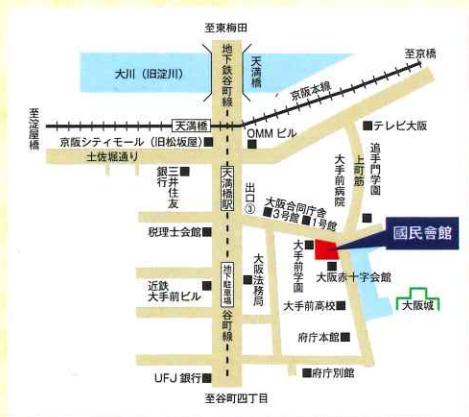 至東梅田
地下鉄谷町線
天満橋
至京橋
大川（旧淀川）
京阪本線
至淀屋橋
天満橋
京阪シティモール（旧松坂屋）
OMMビル
テレビ大阪
土佐堀通り
三井住友
銀行
天満橋駅
出口③
大阪合同庁舎
3号館
1号館
大手前病院
上町筋
追手門学園
國民會館
税理士会館
大手前学園
大阪赤十字会館
近鉄
大手前ビル
地下駐車場
大阪法務局
大手前高校
大阪城
谷町線
府庁本館
UFJ銀行
府庁別館
至谷町四丁目